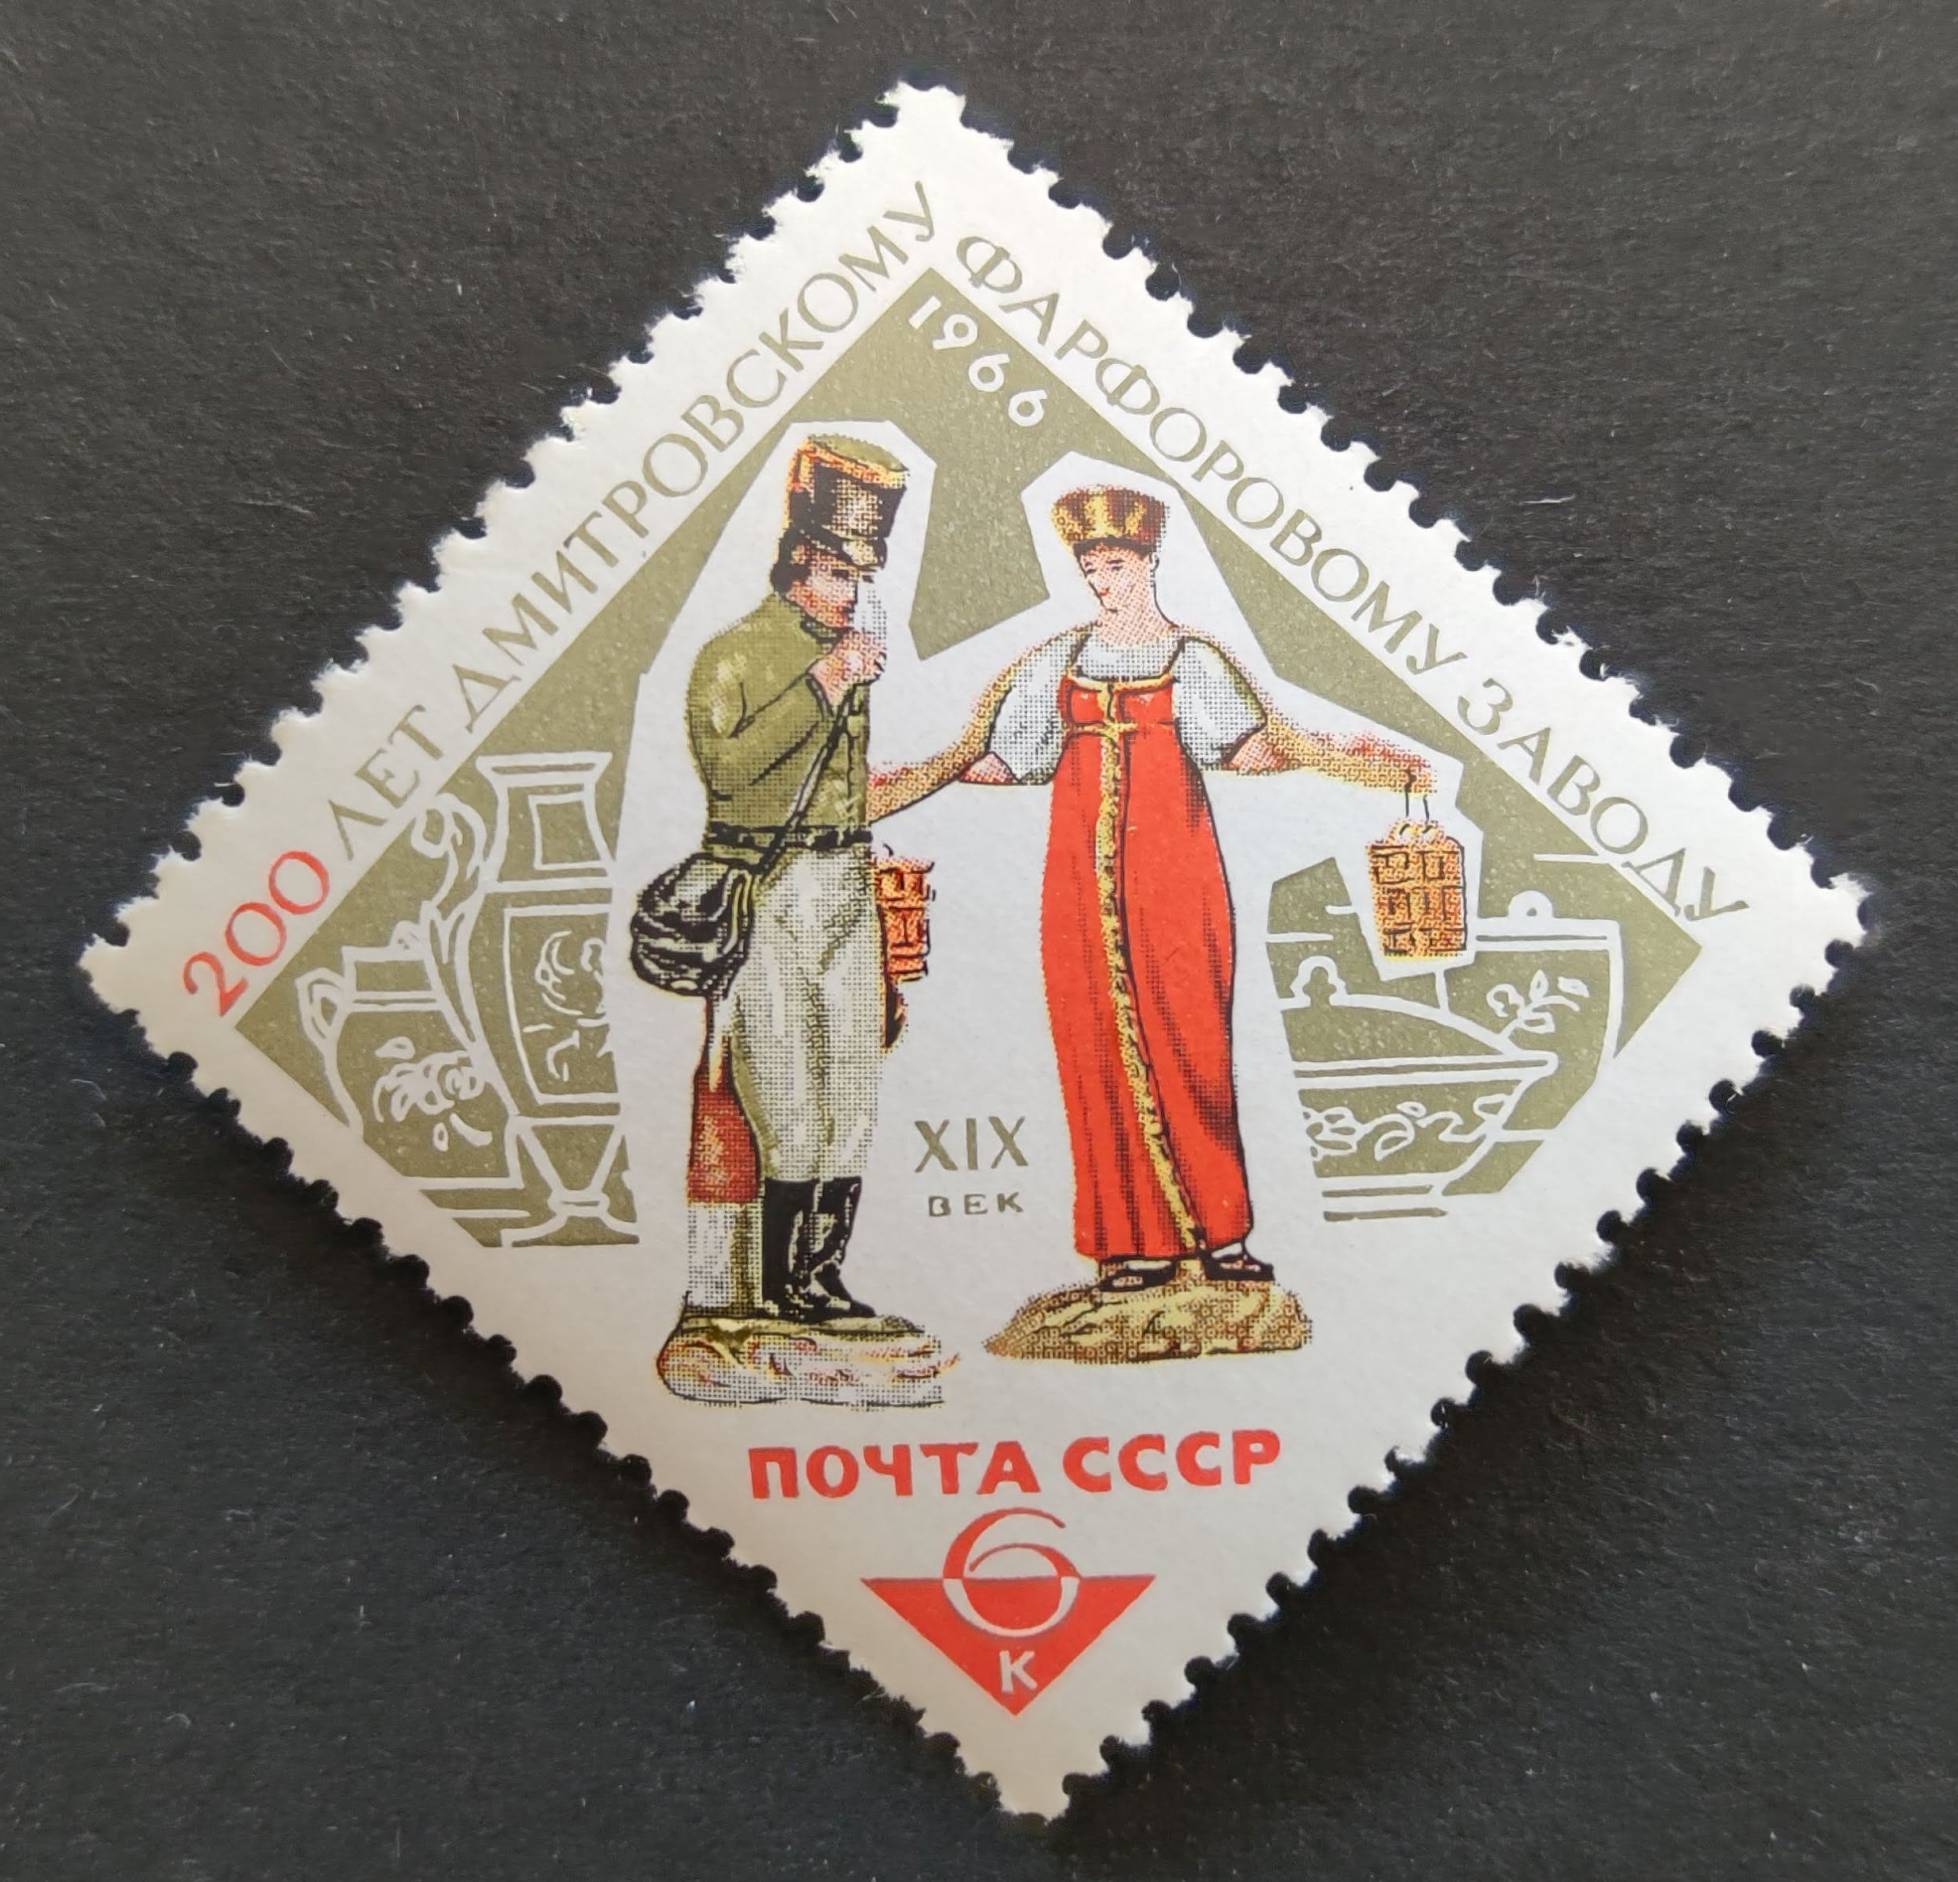 200 ЛЕТ ДМИТРОВСКОМУ
ФАРФОРОВОМУ ЗАВОДУ
1966
XIX
ВЕК
ПОЧТА СССР
6
К